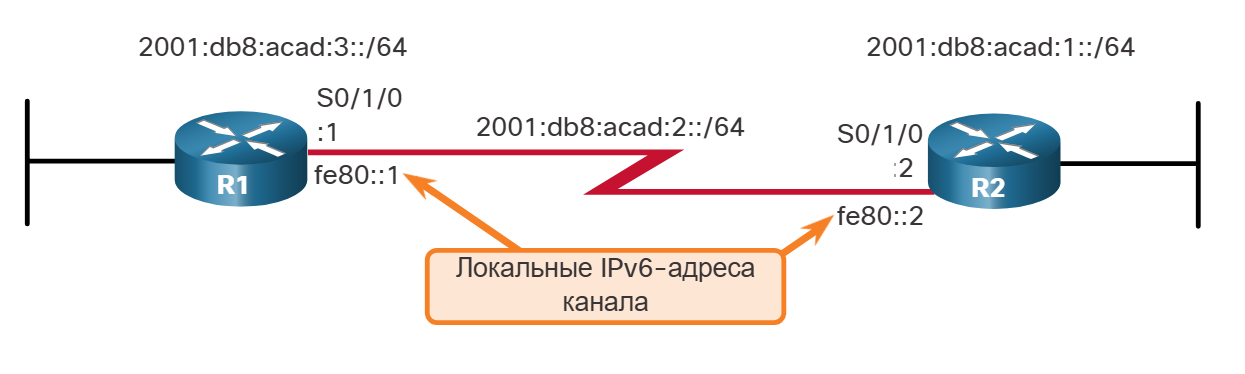 2001:db8:acad:3::/64
2001:db8:acad:1::/64
S0/1/0
:1
2001:db8:acad:2::/64
S0/1/0
:2
R1
fe80::1
R2
fe80::2
Локальные IPv6-адреса
канала